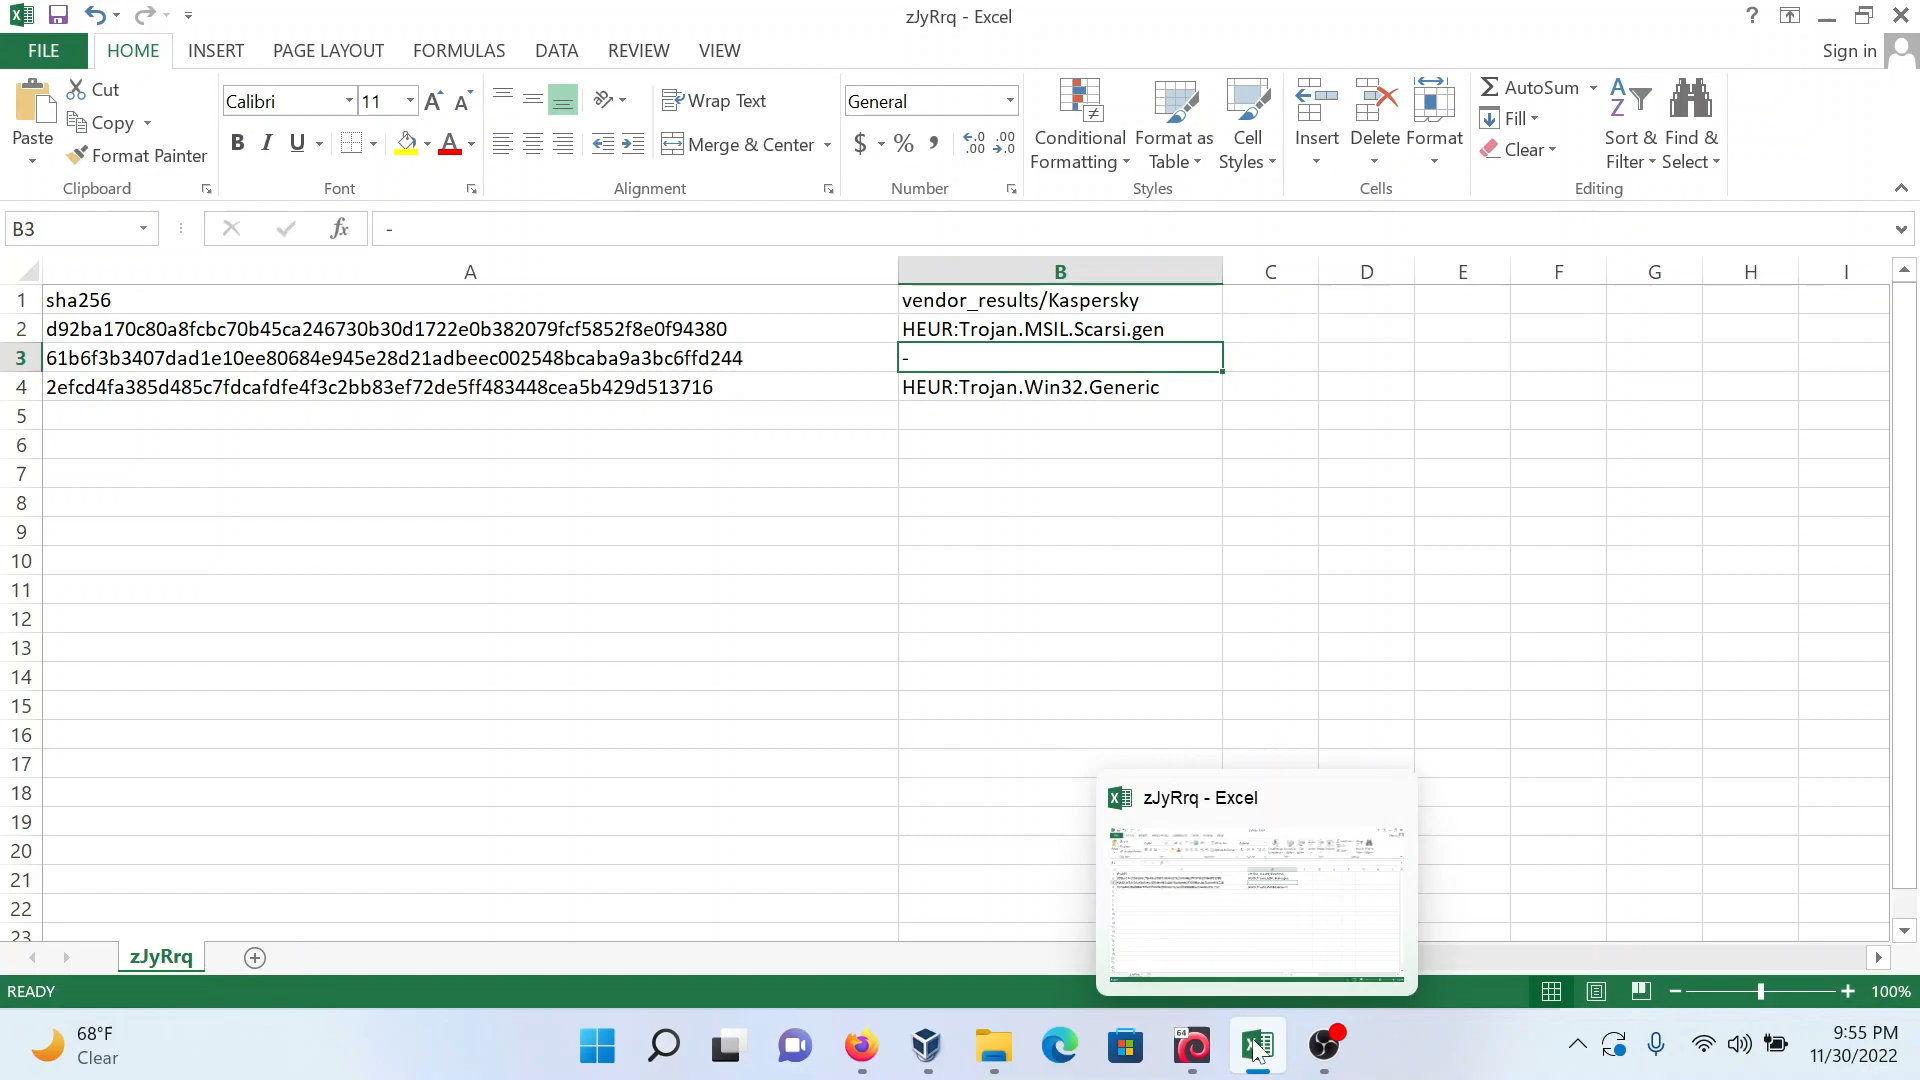 zJyRrq - Excel
FILE HOME INSERT PAGE LAYOUT FORMULAS DATA REVIEW VIEW Sign in
Paste
Cut
Copy
Format Painter
Clipboard
Calibri 11
B I U
Font
Wrap Text
Merge & Center
Alignment
General
$ % ,
Number
Conditional Formatting
Format as Table
Cell Styles
Styles
Insert Delete Format
Cells
AutoSum
Fill
Clear
Sort & Filter
Find & Select
Editing
B3 fx -
A B C D E F G H I
1 sha256 vendor_results/Kaspersky
2 d92ba170c80a8fcbc70b45ca246730b30d1722e0b382079fcf5852f8e0f94380 HEUR:Trojan.MSIL.Scarsi.gen
3 61b6f3b3407dad1e10ee80684e945e28d21adbeec002548bcaba9a3bc6ffd244 -
4 2efcd4fa385d485c7fdcafdfe4f3c2bb83ef72de5ff483448cea5b429d513716 HEUR:Trojan.Win32.Generic
5
6
7
8
9
10
11
12
13
14
15
16
17
18
19
20
21
22
23
zJyRrq - Excel
zJyRrq
READY 100%
68°F
Clear
64
9:55 PM
11/30/2022